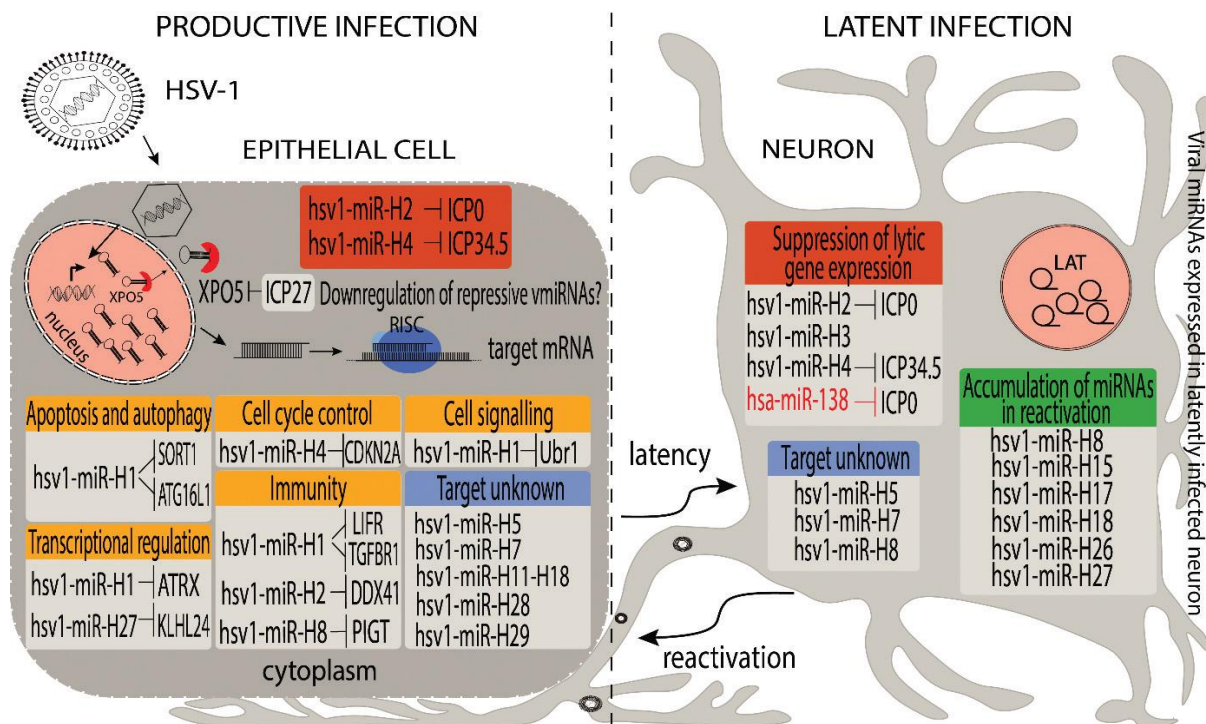 PRODUCTIVE INFECTION
HSV-1
EPITHELIAL CELL
hsv1-miR-H2 ⊣ ICP0
hsv1-miR-H4 ⊣ ICP34.5
XPO5
nucleus
XPO5 ⊢ ICP27 Downregulation of repressive vmiRNAs?
RISC
target mRNA
Apoptosis and autophagy
hsv1-miR-H1
SORT1
ATG16L1
Cell cycle control
hsv1-miR-H4 ⊣ CDKN2A
Cell signalling
hsv1-miR-H1 ⊣ Ubr1
Transcriptional regulation
hsv1-miR-H1 ⊣ ATRX
hsv1-miR-H27 ⊣ KLHL24
Immunity
hsv1-miR-H1
LIFR
TGFBR1
hsv1-miR-H2 ⊣ DDX41
hsv1-miR-H8 ⊣ PIGT
Target unknown
hsv1-miR-H5
hsv1-miR-H7
hsv1-miR-H11-H18
hsv1-miR-H28
hsv1-miR-H29
cytoplasm
latency
reactivation
LATENT INFECTION
NEURON
Suppression of lytic
gene expression
hsv1-miR-H2 ⊣ ICP0
hsv1-miR-H3
hsv1-miR-H4 ⊣ ICP34.5
hsa-miR-138 ⊣ ICP0
Target unknown
hsv1-miR-H5
hsv1-miR-H7
hsv1-miR-H8
LAT
Accumulation of miRNAs
in reactivation
hsv1-miR-H8
hsv1-miR-H15
hsv1-miR-H17
hsv1-miR-H18
hsv1-miR-H26
hsv1-miR-H27
Viral miRNAs expressed in latently infected neuron